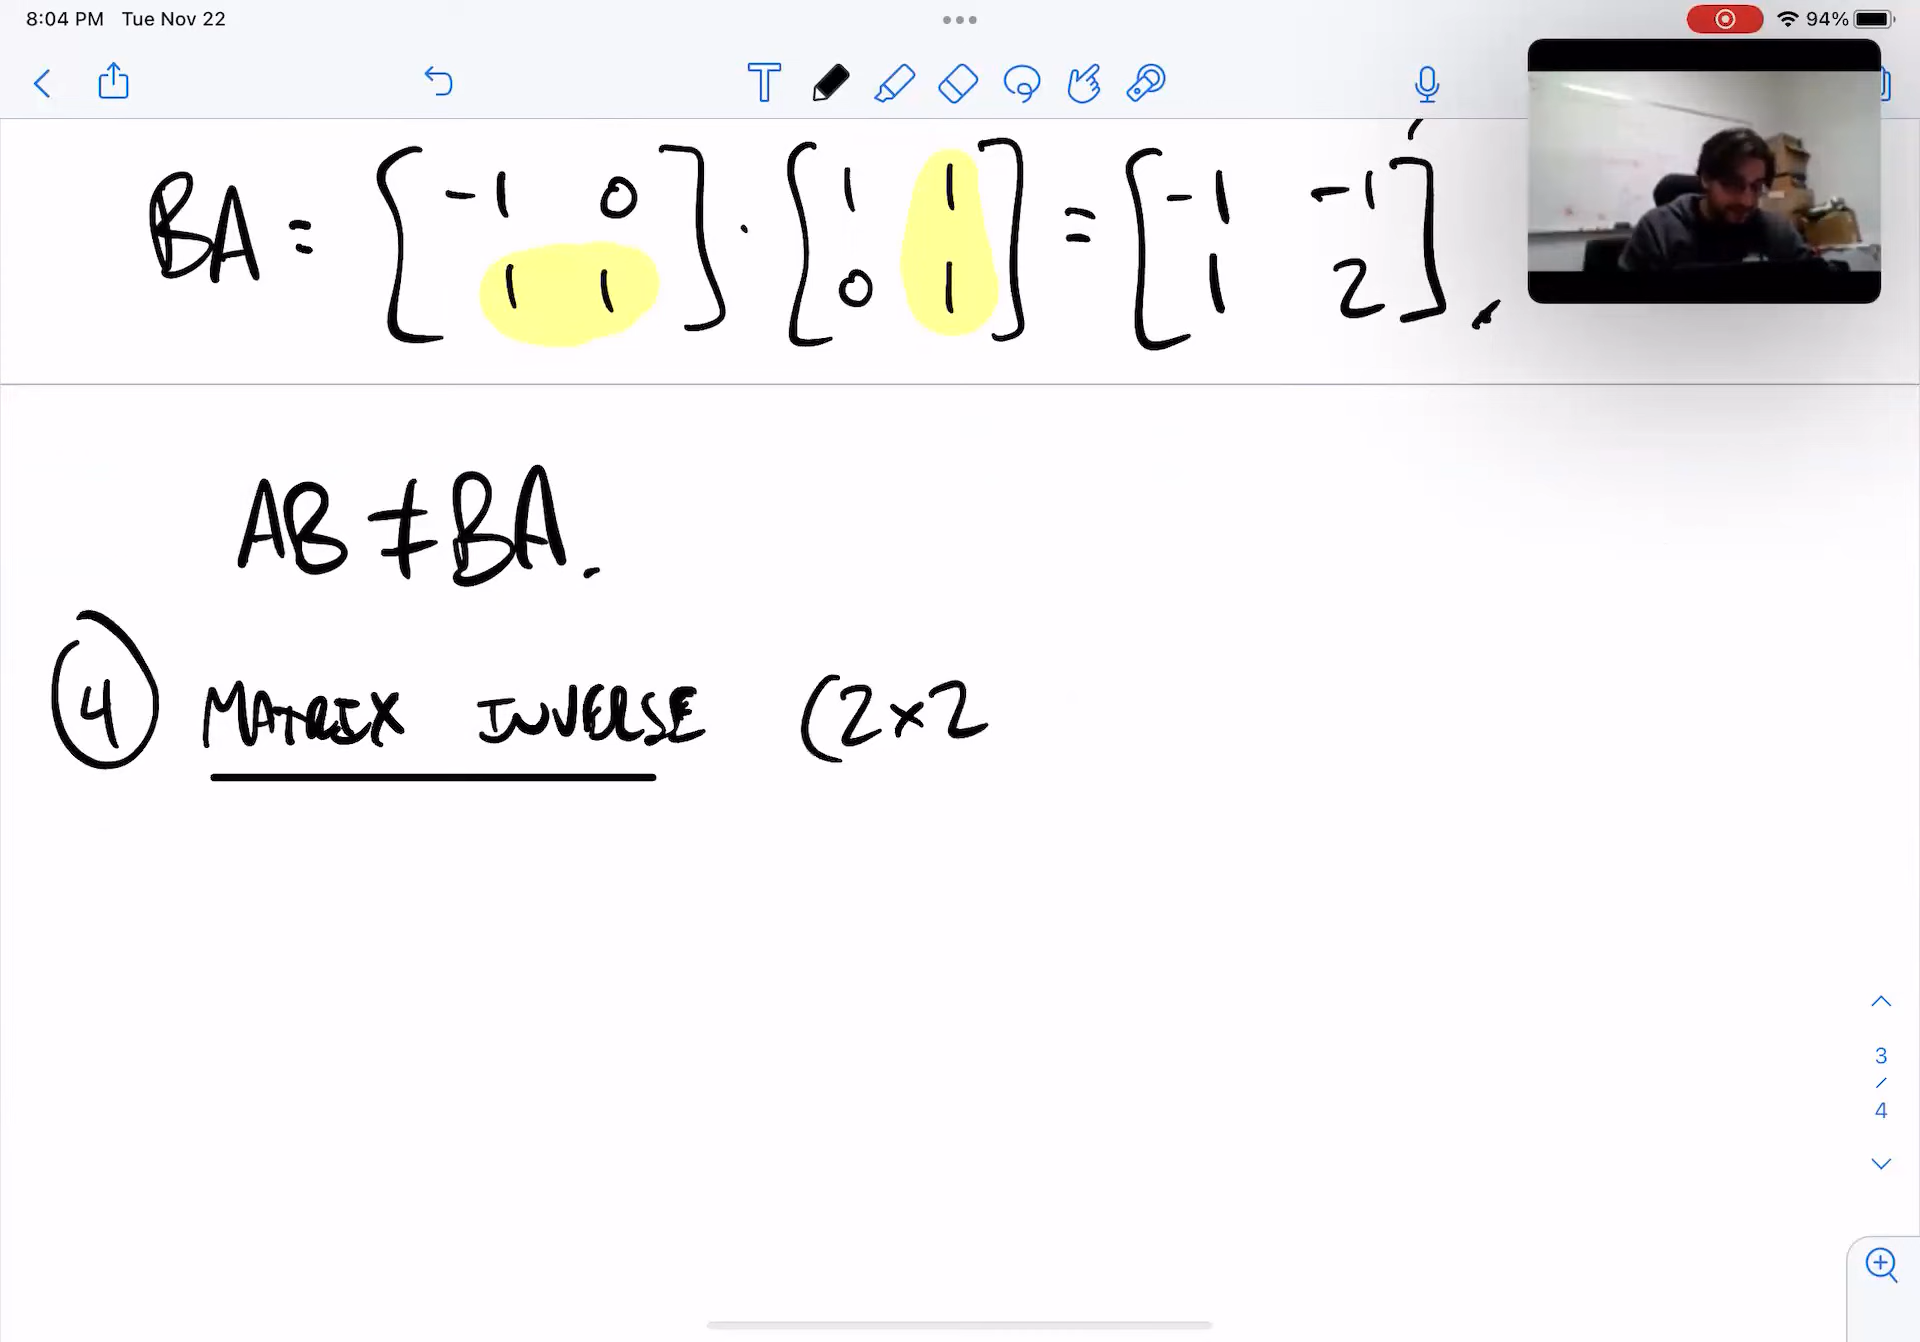 8:04 PM Tue Nov 22
94%
T
BA = [ -1 0 ; 1 1 ] · [ 1 1 ; 0 1 ] = [ -1 -1 ; 1 2 ].
AB ≠ BA.
4 MATRIX INVERSE (2×2
3
/
4